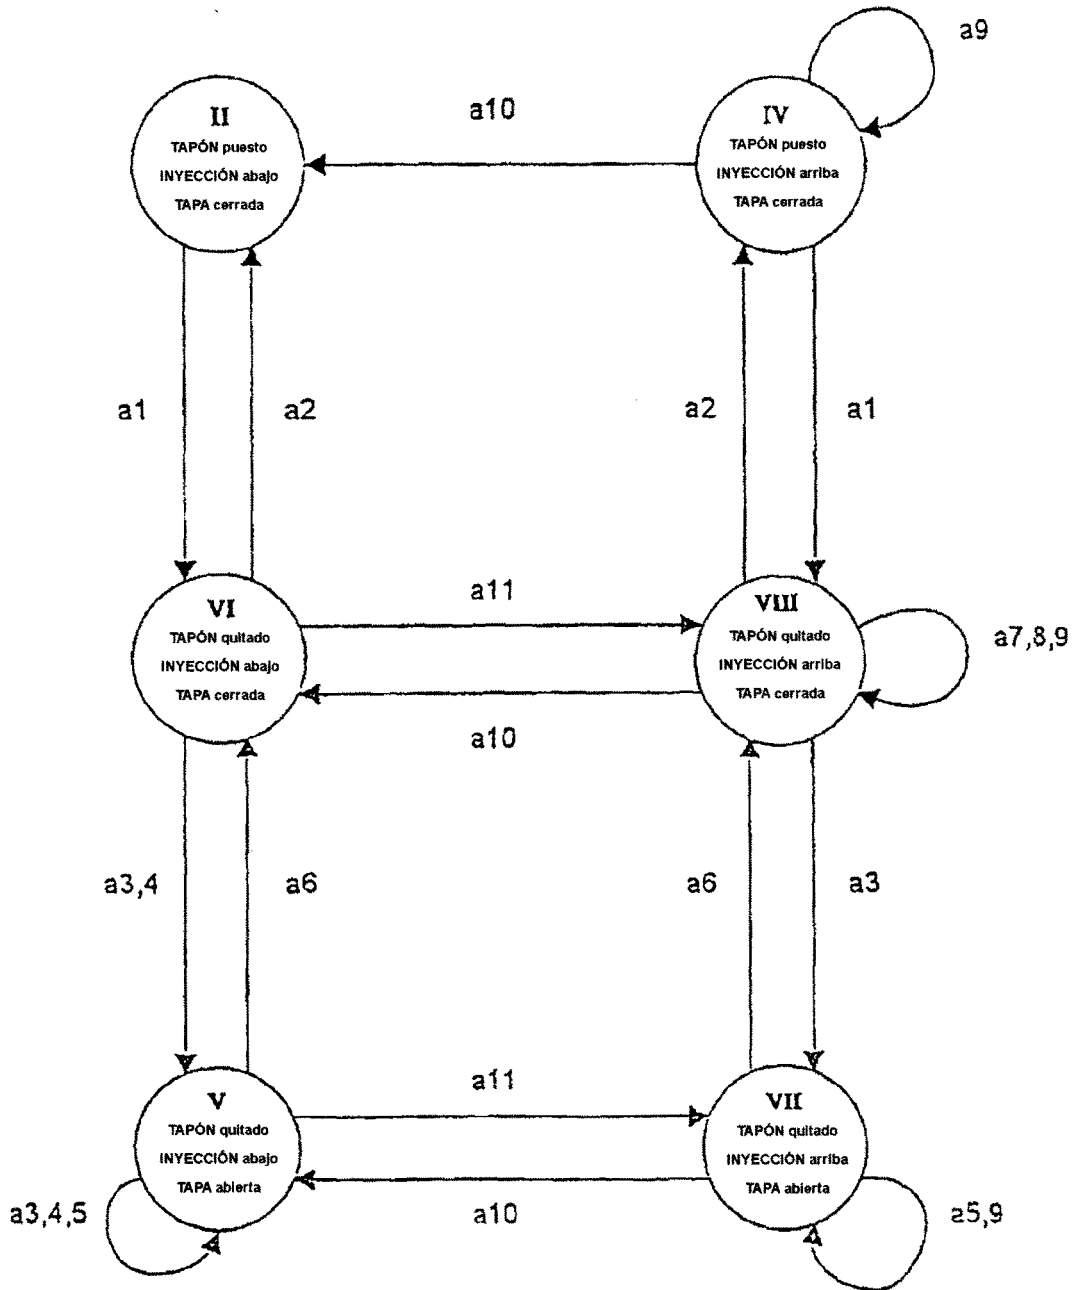 a9
II
TAPÓN puesto
INYECCIÓN abajo
TAPA cerrada
a10
IV
TAPÓN puesto
INYECCIÓN arriba
TAPA cerrada
a1
a2
a2
a1
VI
TAPÓN quitado
INYECCIÓN abajo
TAPA cerrada
a11
a10
VIII
TAPÓN quitado
INYECCIÓN arriba
TAPA cerrada
a7,8,9
a3,4
a6
a6
a3
V
TAPÓN quitado
INYECCIÓN abajo
TAPA abierta
a11
a10
VII
TAPÓN quitado
INYECCIÓN arriba
TAPA abierta
a3,4,5
a5,9